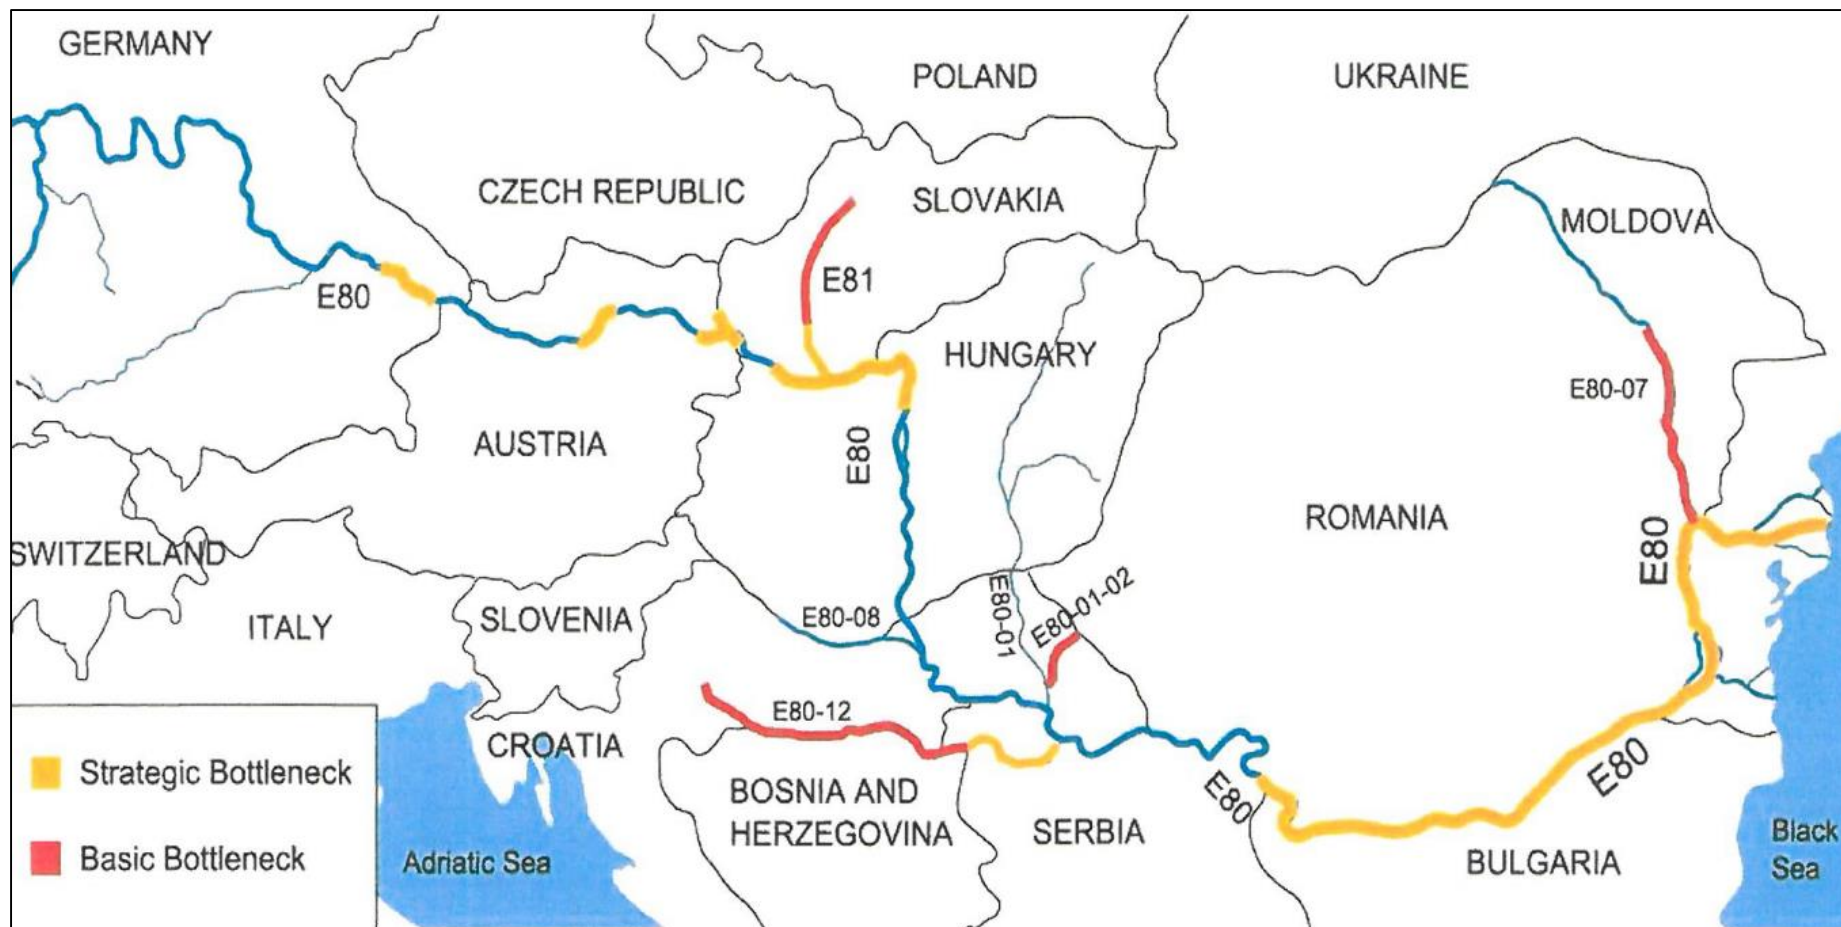 GERMANY
POLAND
UKRAINE
CZECH REPUBLIC
SLOVAKIA
MOLDOVA
E81
E80
HUNGARY
E80-07
AUSTRIA
E80
ROMANIA
SWITZERLAND
E80
ITALY
SLOVENIA
E80-08
E80-01
E80-01-02
E80-12
CROATIA
BOSNIA AND
HERZEGOVINA
SERBIA
E80
E80
BULGARIA
Black
Sea
Adriatic Sea
Strategic Bottleneck
Basic Bottleneck